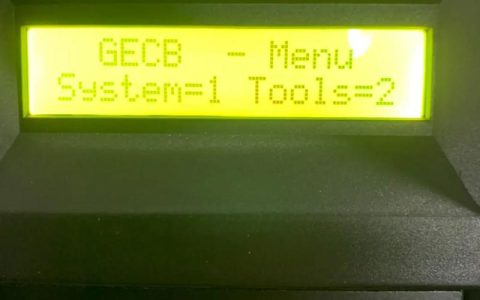 GECB - Menu
System=1 Tools=2